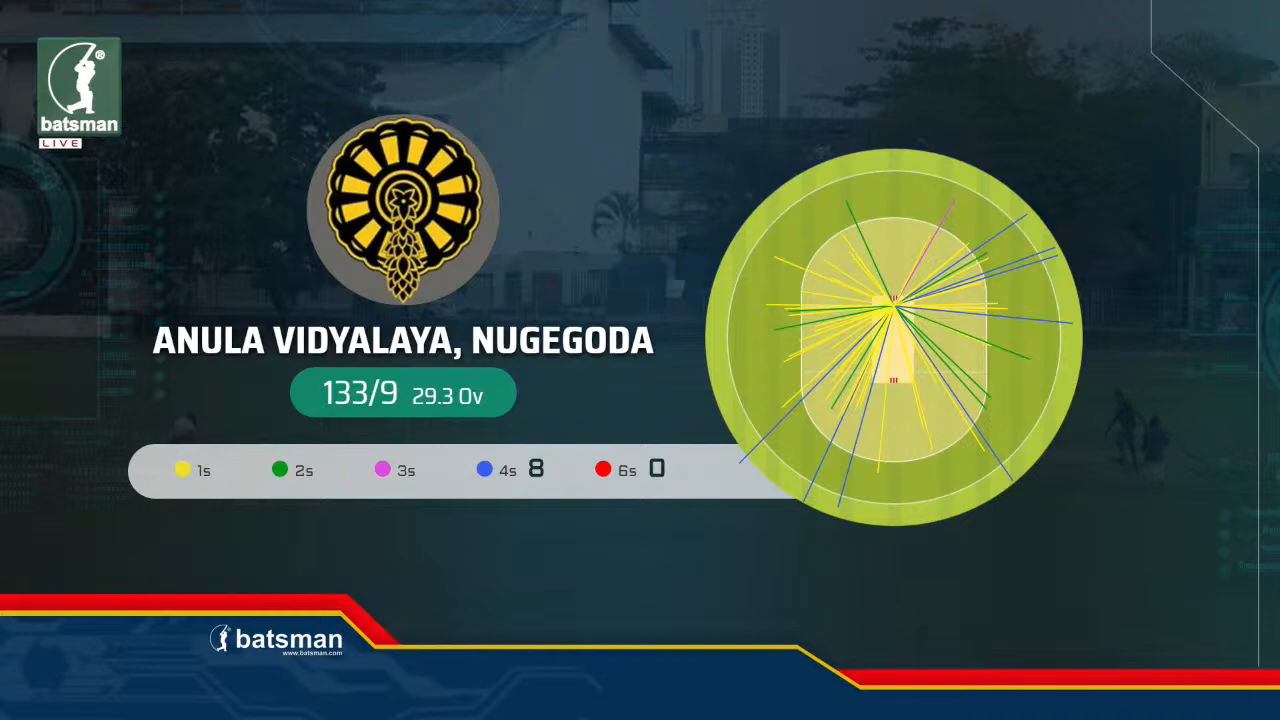 batsman
LIVE
ANULA VIDYALAYA, NUGEGODA
133/9 29.3 Ov
1s 2s 3s 4s 8 6s 0
batsman
www.batsman.com